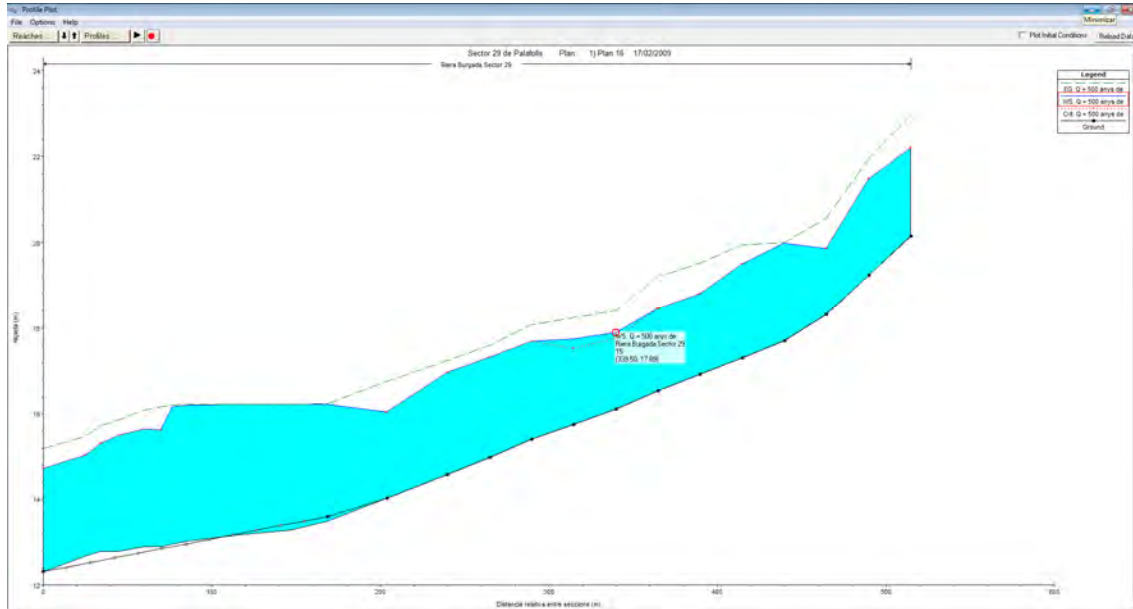 Profile Plot
File Options Help
Minimizar
Reaches ... Profiles ...
Plot Initial Conditions Reload Data
Sector 29 de Palafolls Plan: 1) Plan 16 17/02/2009
Riera Burgada Sector 29
Legend
EG Q = 500 anys de
WS Q = 500 anys de
Crit Q = 500 anys de
Ground
24
22
20
18
16
14
12
Alçada (m)
WS Q = 500 anys de
Riera Burgada Sector 29
15
(339.50, 17.89)
0 100 200 300 400 500 600
Distancia relativa entre seccions (m)